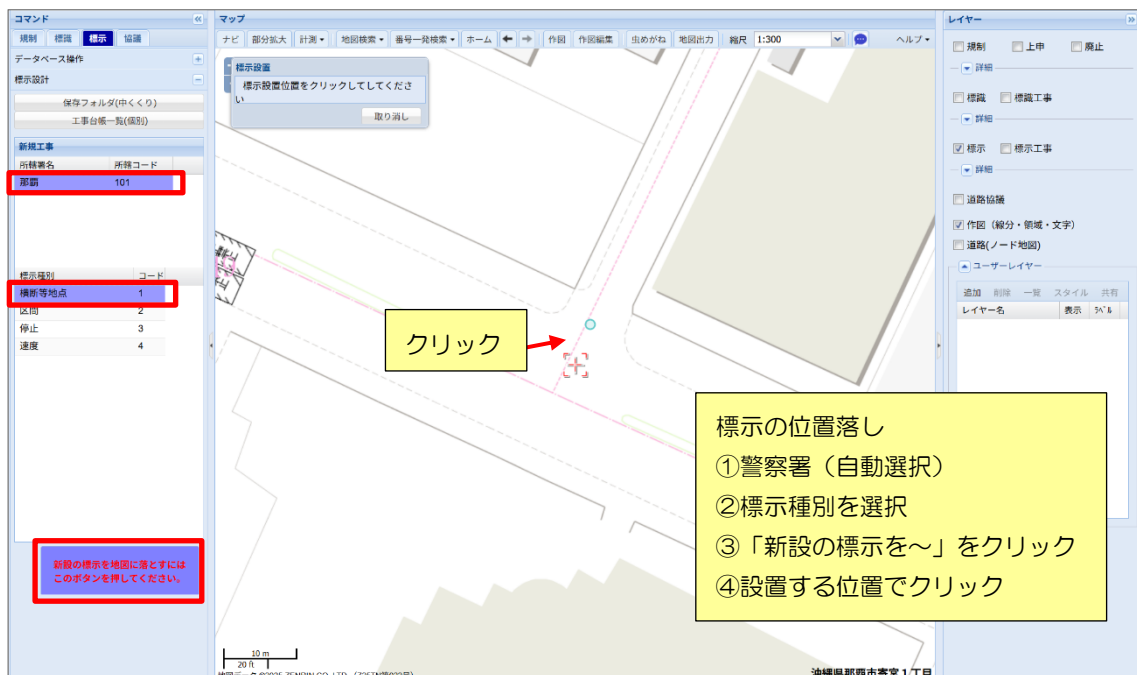 コマンド
規制 標識 標示 協議
データベース操作
標示設計
保存フォルダ(中くくり)
工事台帳一覧(個別)
新規工事
所轄署名 所轄コード
那覇 101
標示種別 コード
横断等地点 1
区間 2
停止 3
速度 4
新設の標示を地図に落とすには
このボタンを押してください。
マップ
ナビ 部分拡大 計測 地図検索 番号一発検索 ホーム 作図 作図編集 虫めがね 地図出力 縮尺 1:300 ヘルプ
標示設置
標示設置位置をクリックしてしてくださ
い
取り消し
クリック
標示の位置落し
①警察署（自動選択）
②標示種別を選択
③「新設の標示を～」をクリック
④設置する位置でクリック
10 m
20 ft
沖縄県那覇市寄宮１丁目
レイヤー
規制 上申 廃止
詳細
標識 標識工事
詳細
標示 標示工事
詳細
道路協議
作図（線分・領域・文字）
道路(ノード地図)
ユーザーレイヤー
追加 削除 一覧 スタイル 共有
レイヤー名 表示 ﾗﾍﾞﾙ